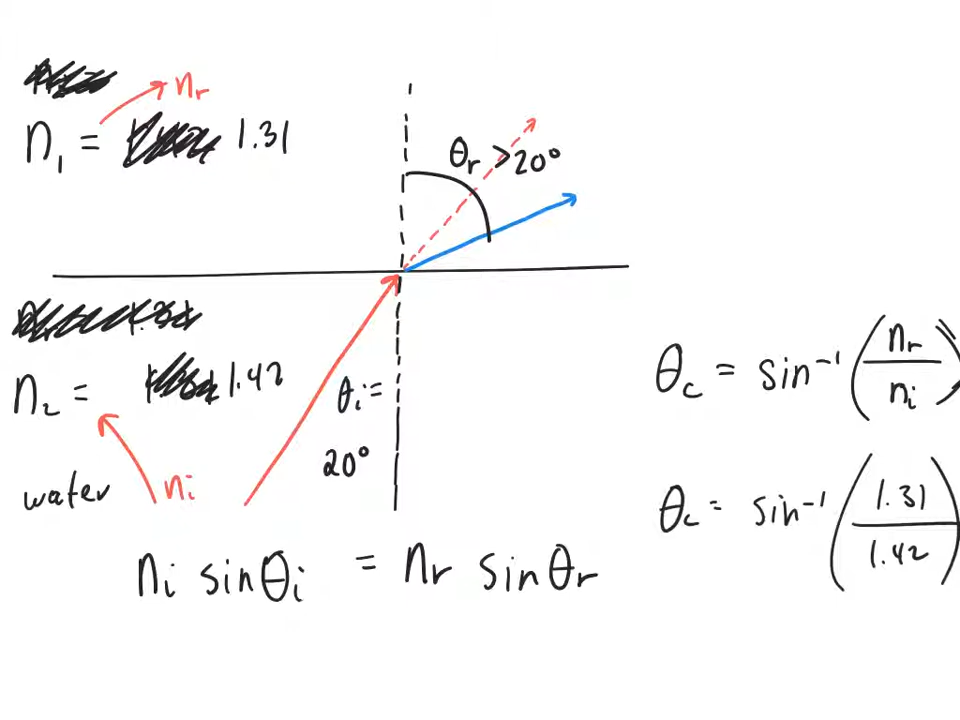 nr
n₁ = 1.31
θr > 20°
n₂ = 1.42
θi =
20°
water
ni
ni sinθi = nr sinθr
θc = sin⁻¹(nr/ni)
θc = sin⁻¹(1.31/1.42)